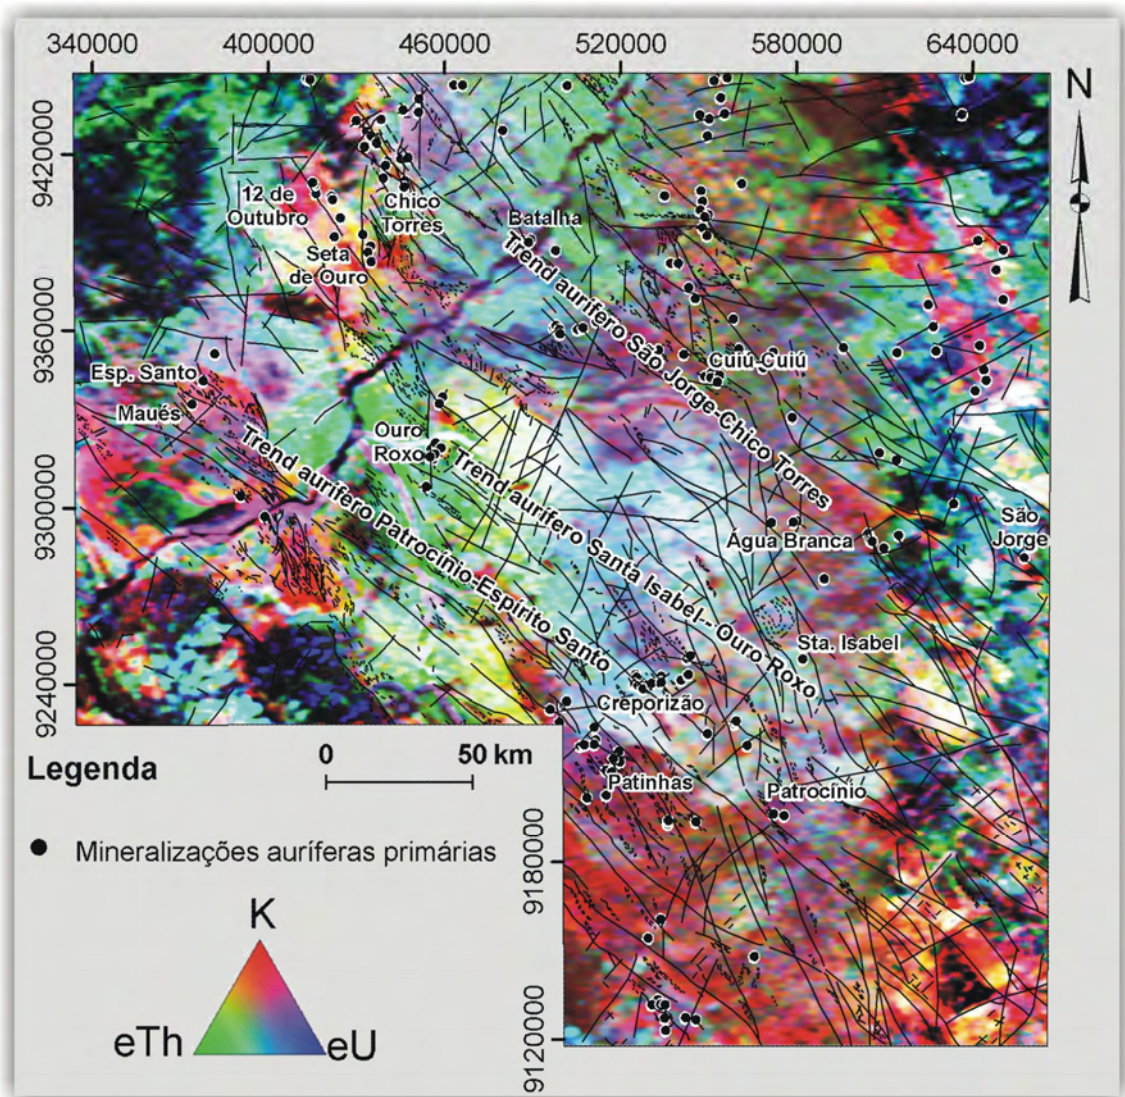 3400000 400000 460000 520000 580000 6400000
N
9420000
9360000
9300000
9240000
9180000
9120000
12 de
Outubro
Chico
Torres
Seta
de Ouro
Batalha
Trend aurífero São Jorge-Chico Torres
Cuiú-Cuiú
Esp. Santo
Maués
Ouro
Roxo
Trend aurífero Patrocínio-Espírito Santo
Trend aurífero Santa Isabel-- Ouro Roxo
Água Branca
São
Jorge
Sta. Isabel
Creporizão
Patinhas
Patrocínio
Legenda
0 50 km
Mineralizações auríferas primárias
K
eTh eU